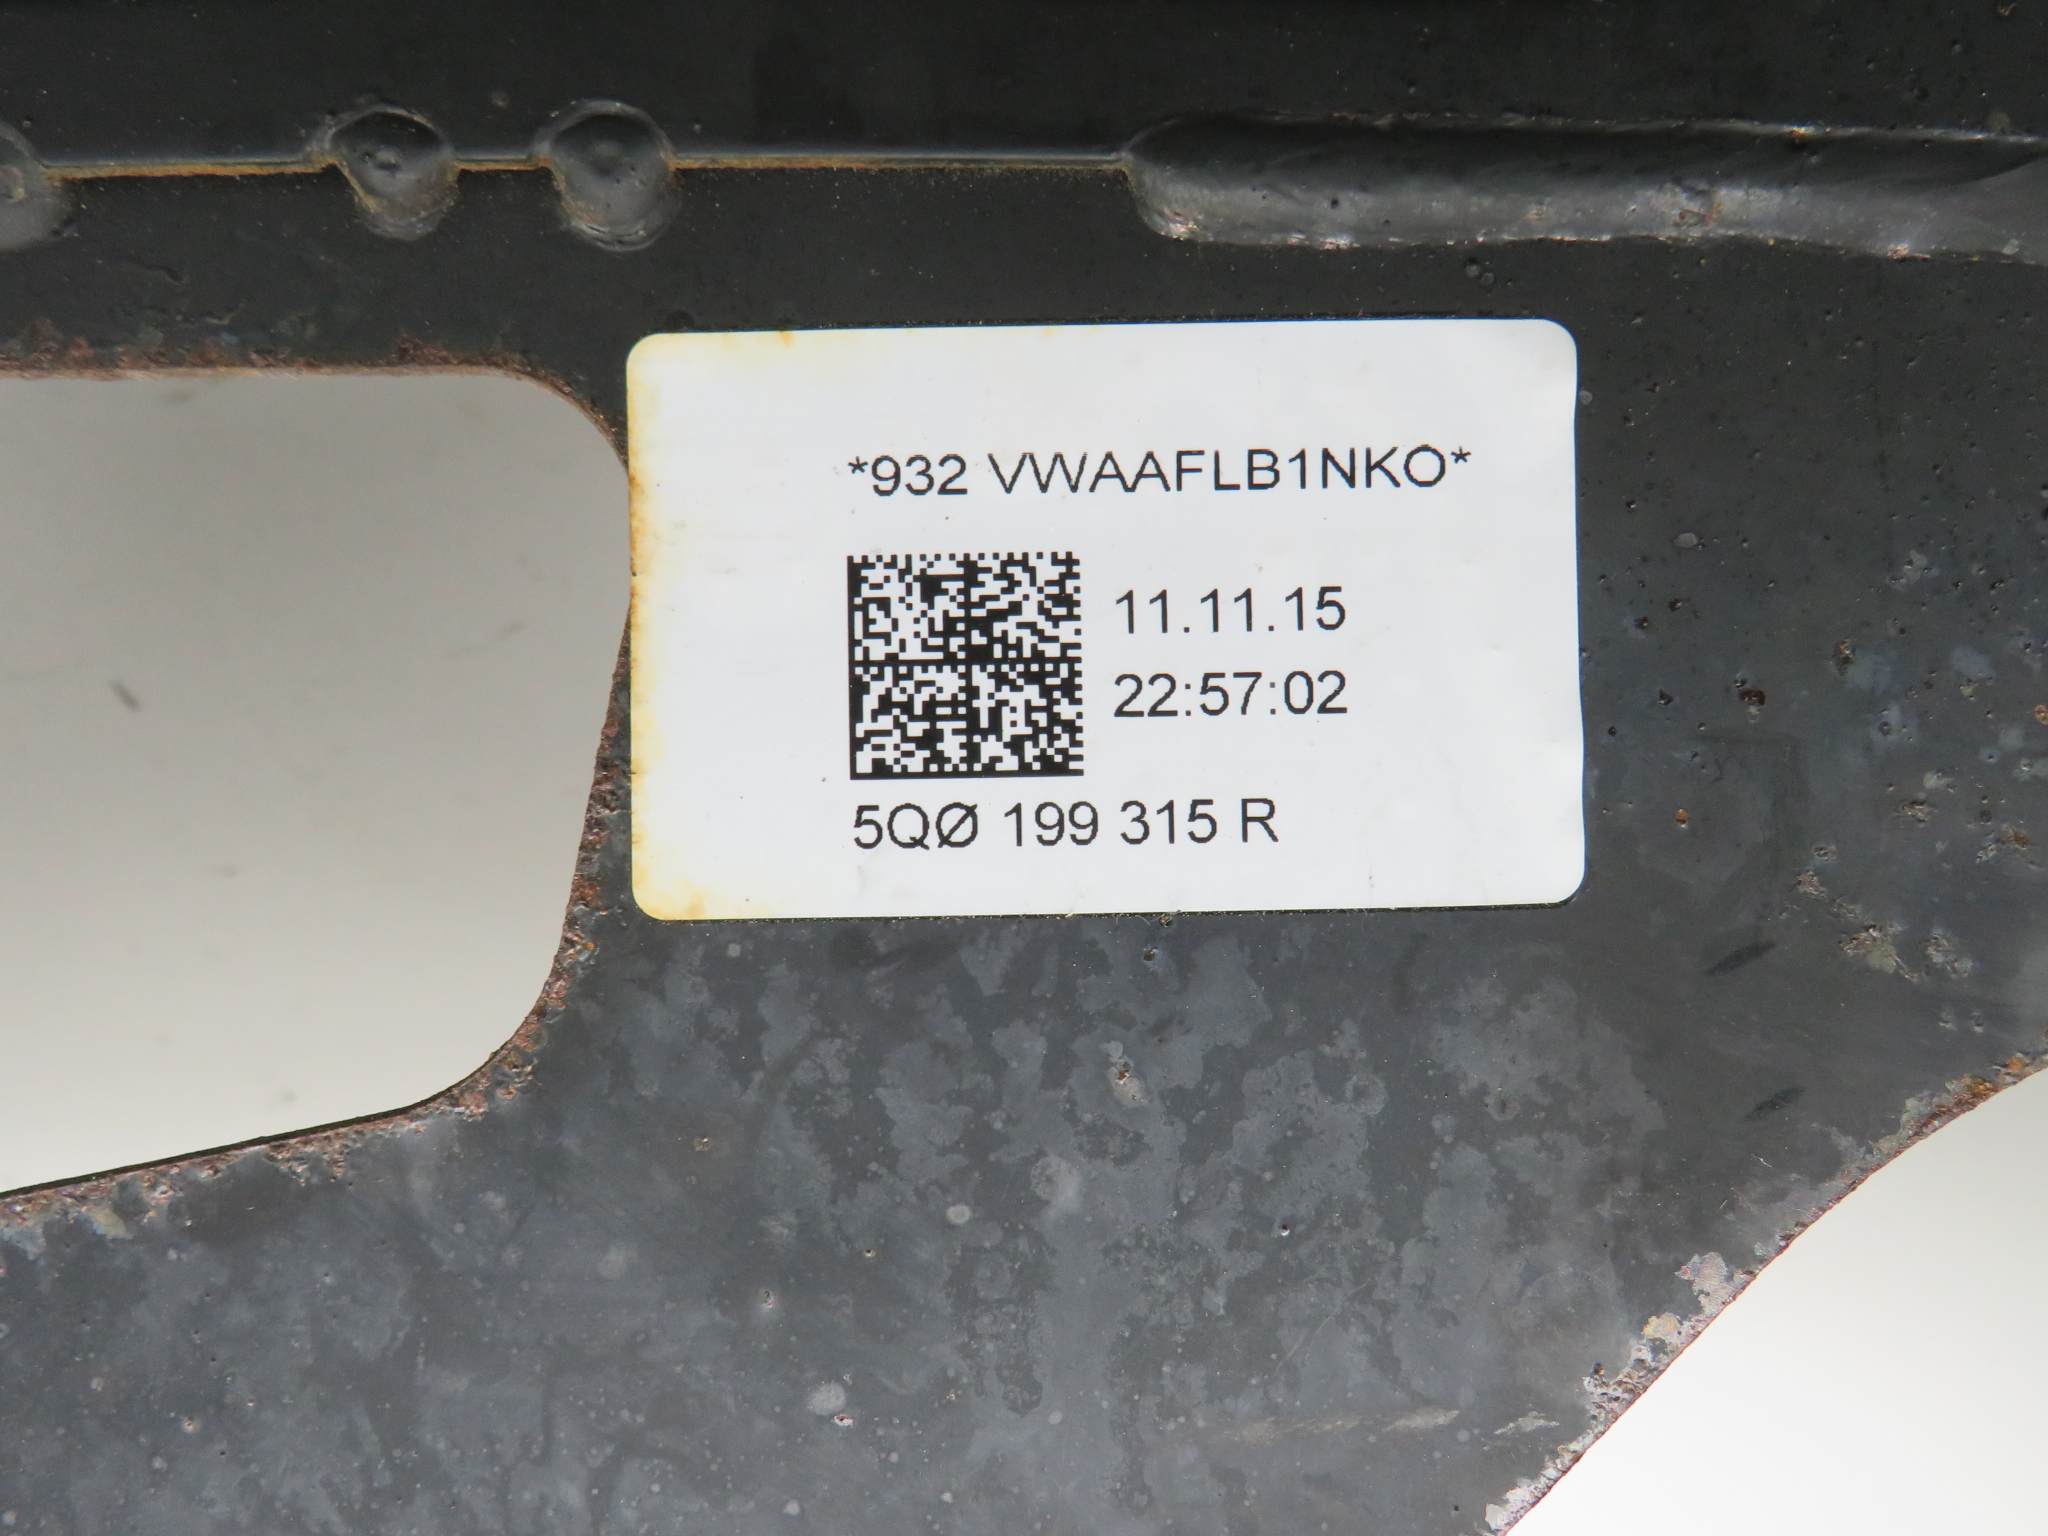 *932 VWAAFLB1NKO*
11.11.15
22:57:02
5QØ 199 315 R